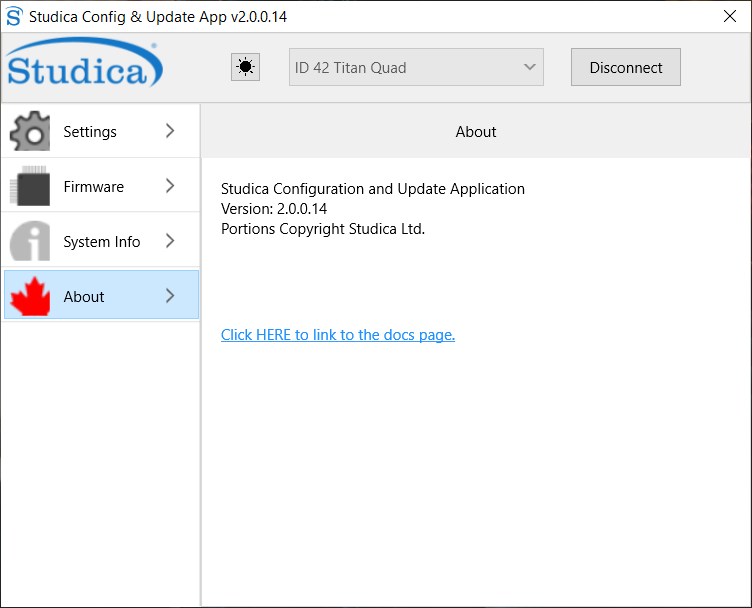 Studica Config & Update App v2.0.0.14
Studica
ID 42 Titan Quad
Disconnect
Settings
Firmware
System Info
About
About
Studica Configuration and Update Application
Version: 2.0.0.14
Portions Copyright Studica Ltd.
Click HERE to link to the docs page.